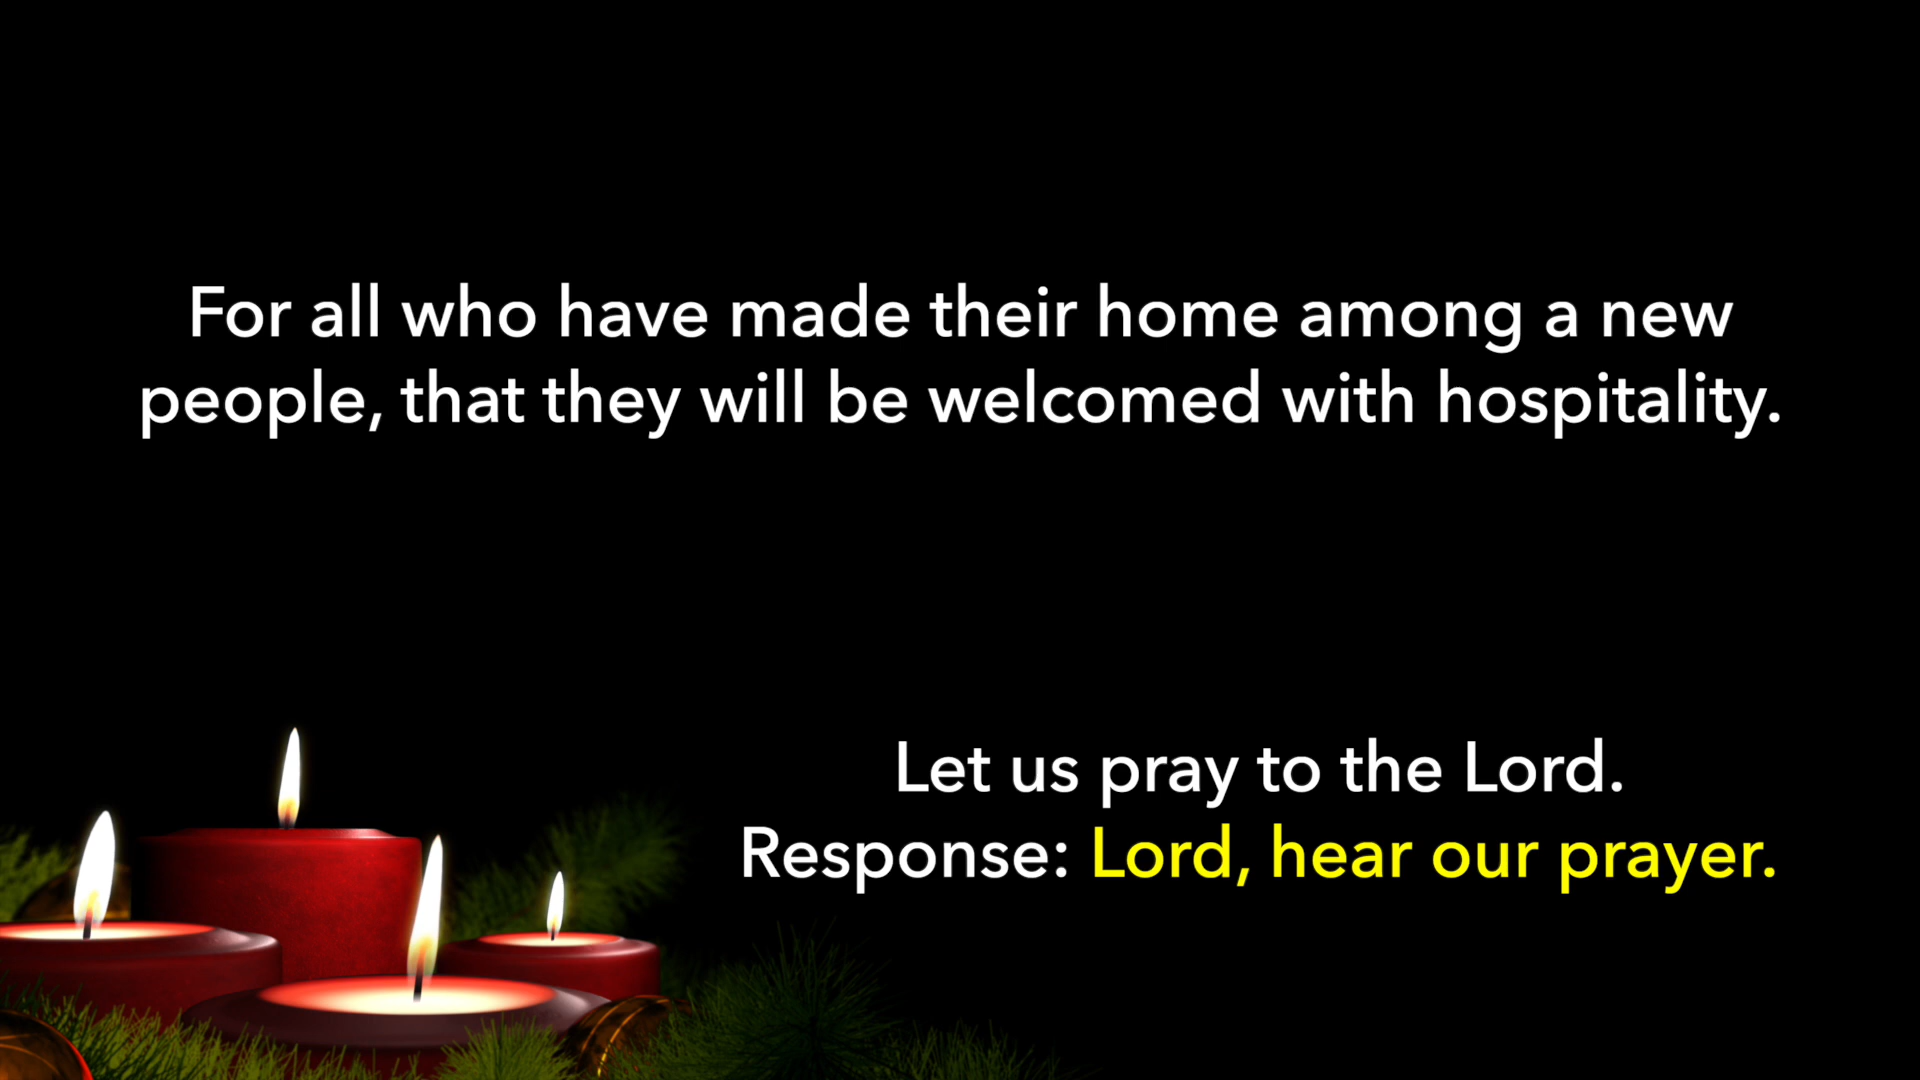 For all who have made their home among a new
people, that they will be welcomed with hospitality.
Let us pray to the Lord.
Response: Lord, hear our prayer.